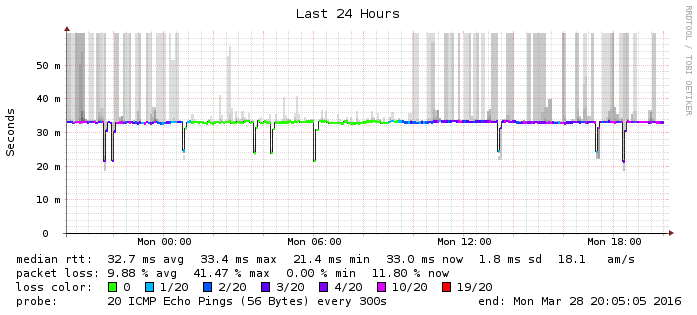 Last 24 Hours
RRDTOOL / TOBI OETIKER
Seconds
50 m
40 m
30 m
20 m
10 m
0
Mon 00:00 Mon 06:00 Mon 12:00 Mon 18:00
median rtt: 32.7 ms avg 33.4 ms max 21.4 ms min 33.0 ms now 1.8 ms sd 18.1 am/s
packet loss: 9.88 % avg 41.47 % max 0.00 % min 11.80 % now
loss color: 0 1/20 2/20 3/20 4/20 10/20 19/20
probe: 20 ICMP Echo Pings (56 Bytes) every 300s end: Mon Mar 28 20:05:05 2016